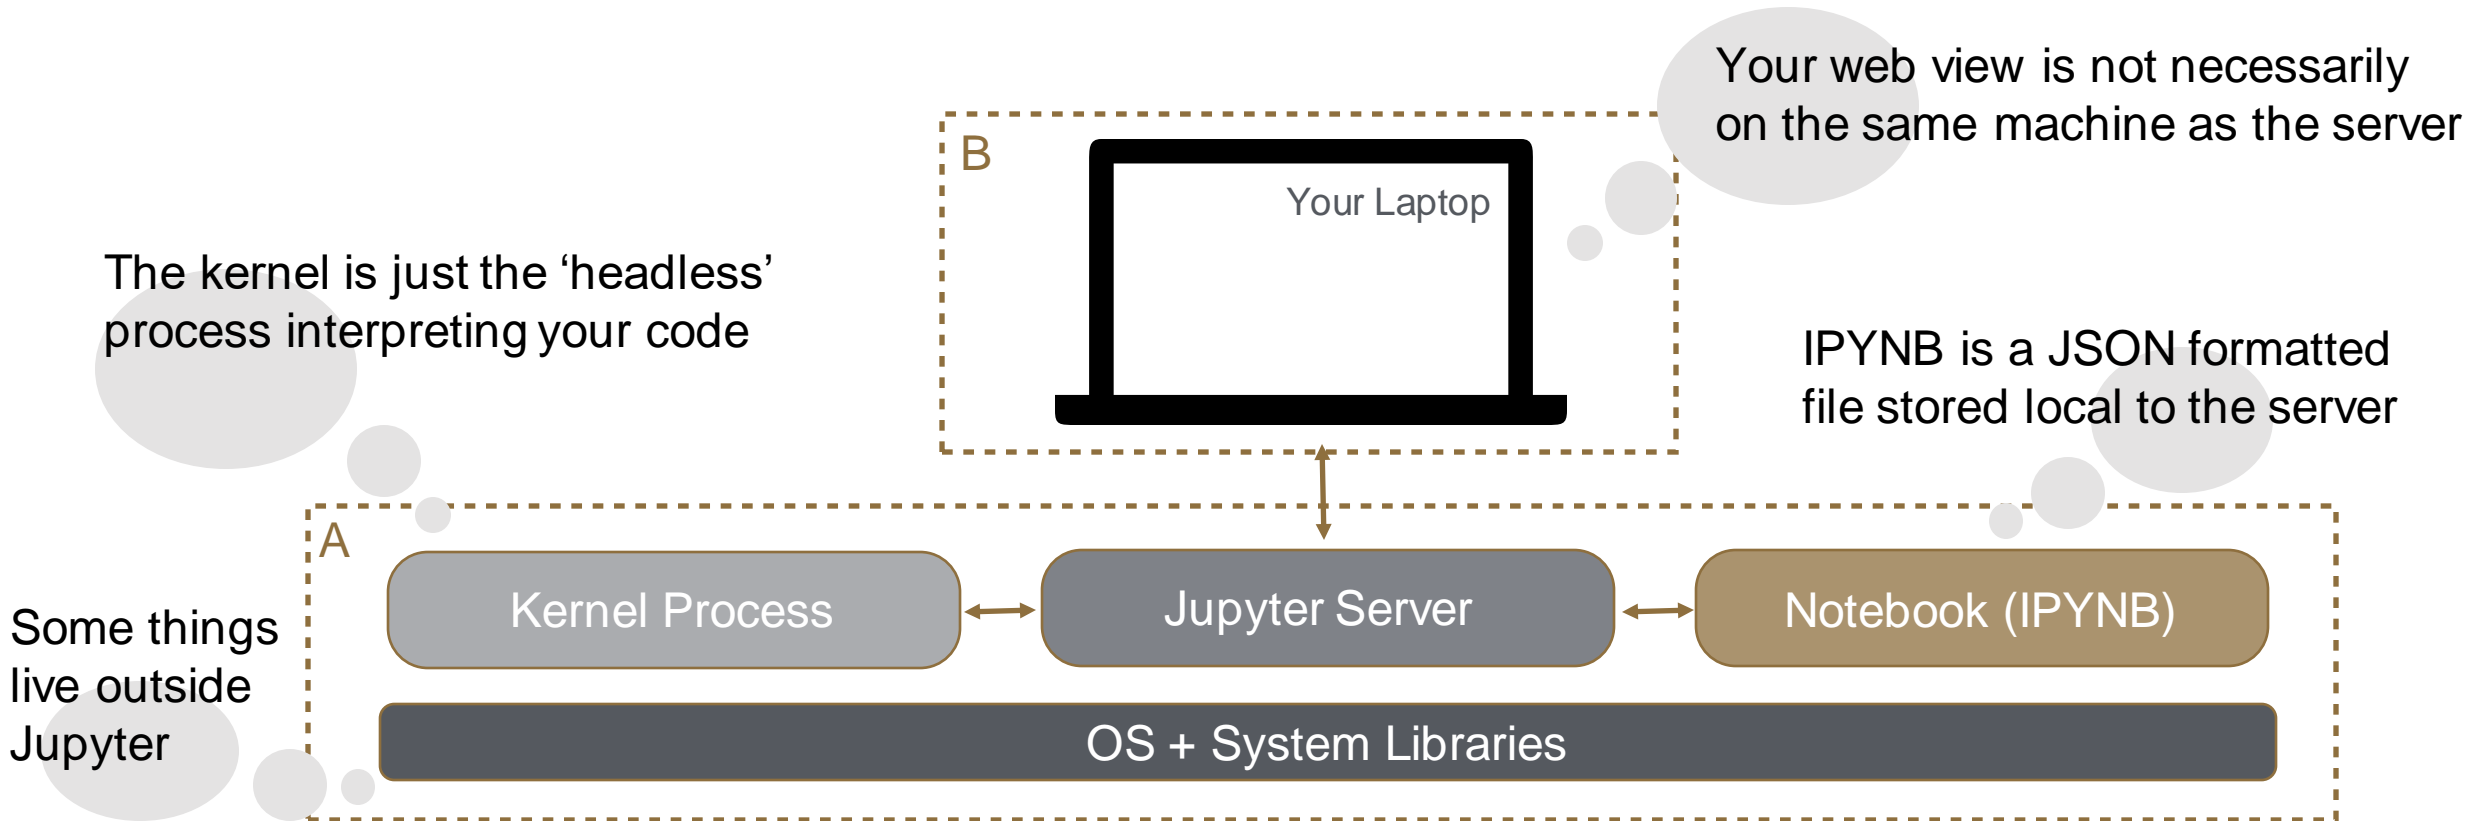 Your web view is not necessarily
on the same machine as the server
B
Your Laptop
The kernel is just the ‘headless’
process interpreting your code
IPYNB is a JSON formatted
file stored local to the server
A
Kernel Process
Jupyter Server
Notebook (IPYNB)
Some things
live outside
Jupyter
OS + System Libraries